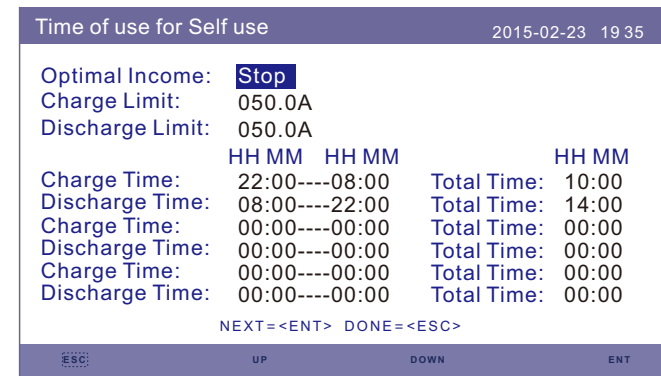 Time of use for Self use 2015-02-23 19 35
Optimal Income: Stop
Charge Limit: 050.0A
Discharge Limit: 050.0A
HH MM HH MM HH MM
Charge Time: 22:00----08:00 Total Time: 10:00
Discharge Time: 08:00----22:00 Total Time: 14:00
Charge Time: 00:00----00:00 Total Time: 00:00
Discharge Time: 00:00----00:00 Total Time: 00:00
Charge Time: 00:00----00:00 Total Time: 00:00
Discharge Time: 00:00----00:00 Total Time: 00:00
NEXT=<ENT> DONE=<ESC>
ESC UP DOWN ENT